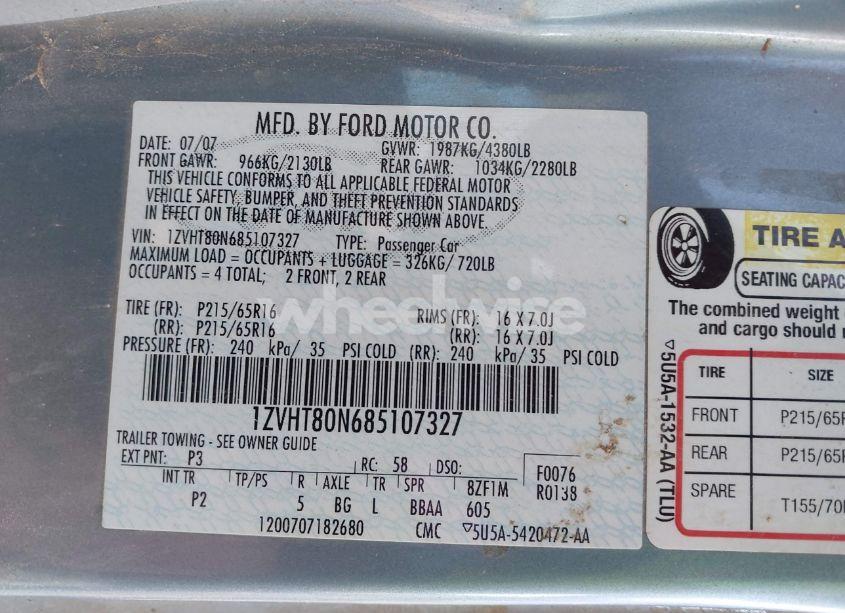 MFD. BY FORD MOTOR CO.
DATE: 07/07 GVWR: 1987KG/4380LB
FRONT GAWR: 966KG/2130LB REAR GAWR: 1034KG/2280LB
THIS VEHICLE CONFORMS TO ALL APPLICABLE FEDERAL MOTOR
VEHICLE SAFETY, BUMPER, AND THEFT PREVENTION STANDARDS
IN EFFECT ON THE DATE OF MANUFACTURE SHOWN ABOVE.
VIN: 1ZVHT80N685107327 TYPE: Passenger Car
MAXIMUM LOAD = OCCUPANTS + LUGGAGE = 326KG/720LB
OCCUPANTS = 4 TOTAL; 2 FRONT, 2 REAR
TIRE (FR): P215/65R16 RIMS (FR): 16 X 7.0J
(RR): P215/65R16 (RR): 16 X 7.0J
PRESSURE (FR): 240 kPa/ 35 PSI COLD (RR): 240 kPa/35 PSI COLD
1ZVHT80N685107327
TRAILER TOWING - SEE OWNER GUIDE
EXT PNT: P3 RC: 58 DSO: F0076
INT TR TP/PS R AXLE TR SPR 8ZF1M R0138
P2 5 BG L BBAA 605
1200707182680 CMC ▽5U5A-5420472-AA
wheelwise
TIRE A
SEATING CAPAC
The combined weight
and cargo should
▽5U5A-1532-AA (TLU)
TIRE SIZE
FRONT P215/65R
REAR P215/65R
SPARE T155/70